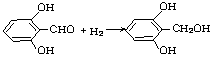 OH OH
CHO + H₂ → CH₂OH
OH OH